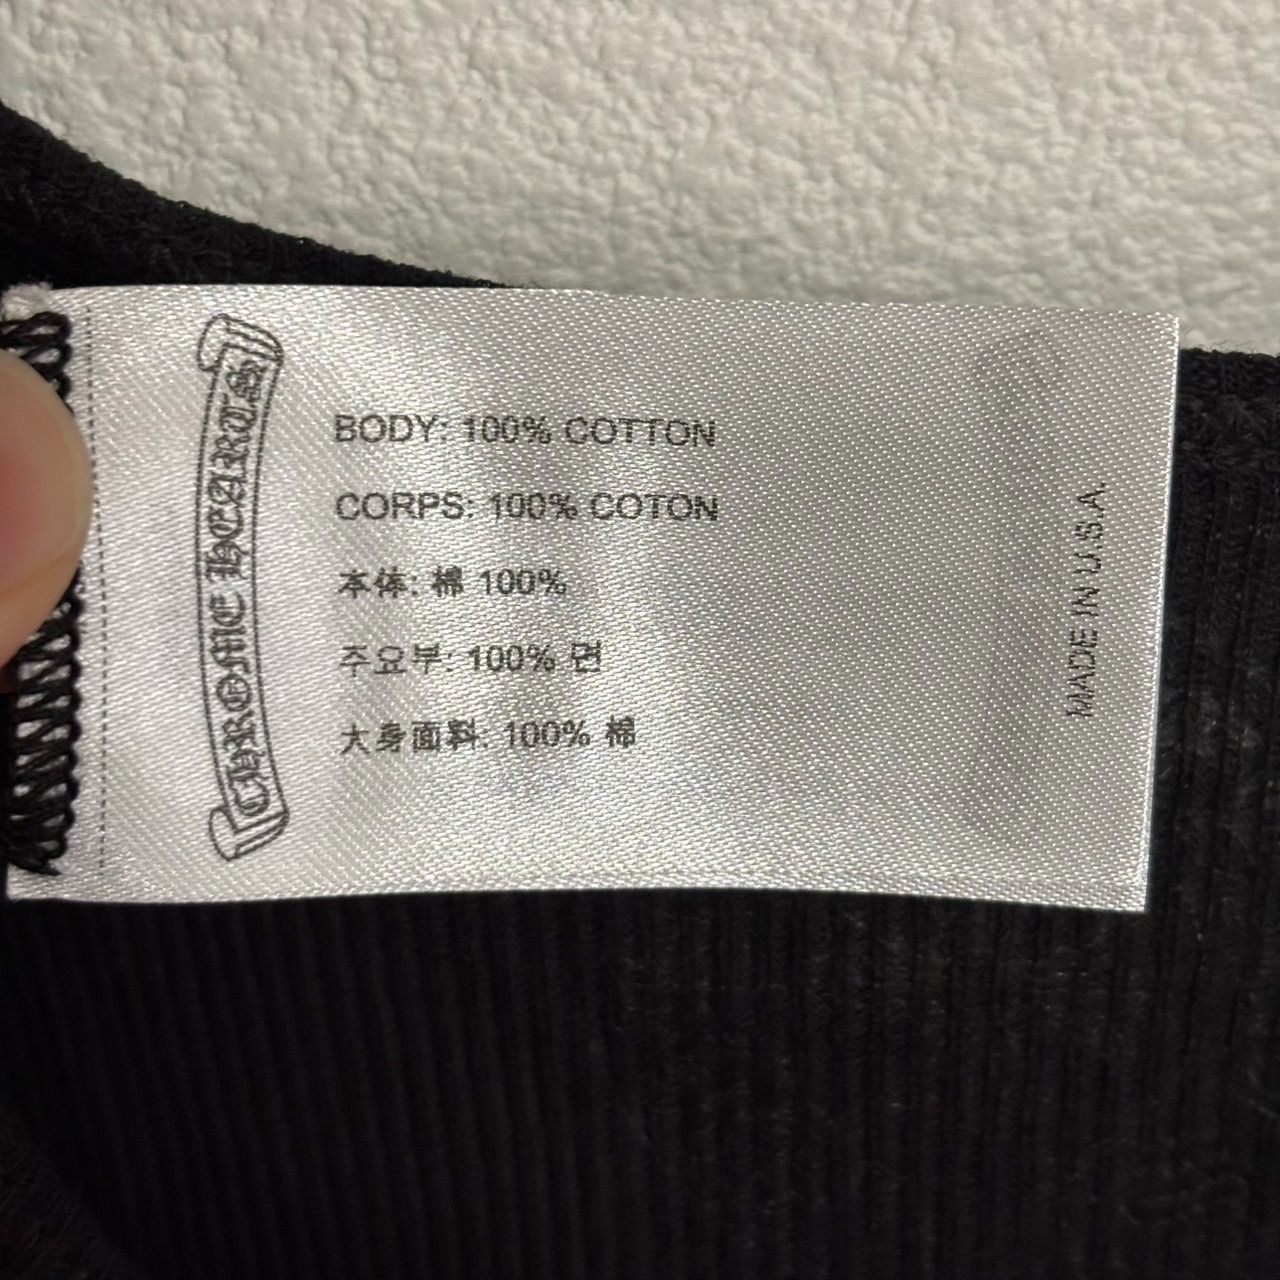 CHROME HEARTS
BODY: 100% COTTON
CORPS: 100% COTON
本体: 棉 100%
주요부: 100% 면
大身面料: 100% 棉
MADE IN U.S.A.